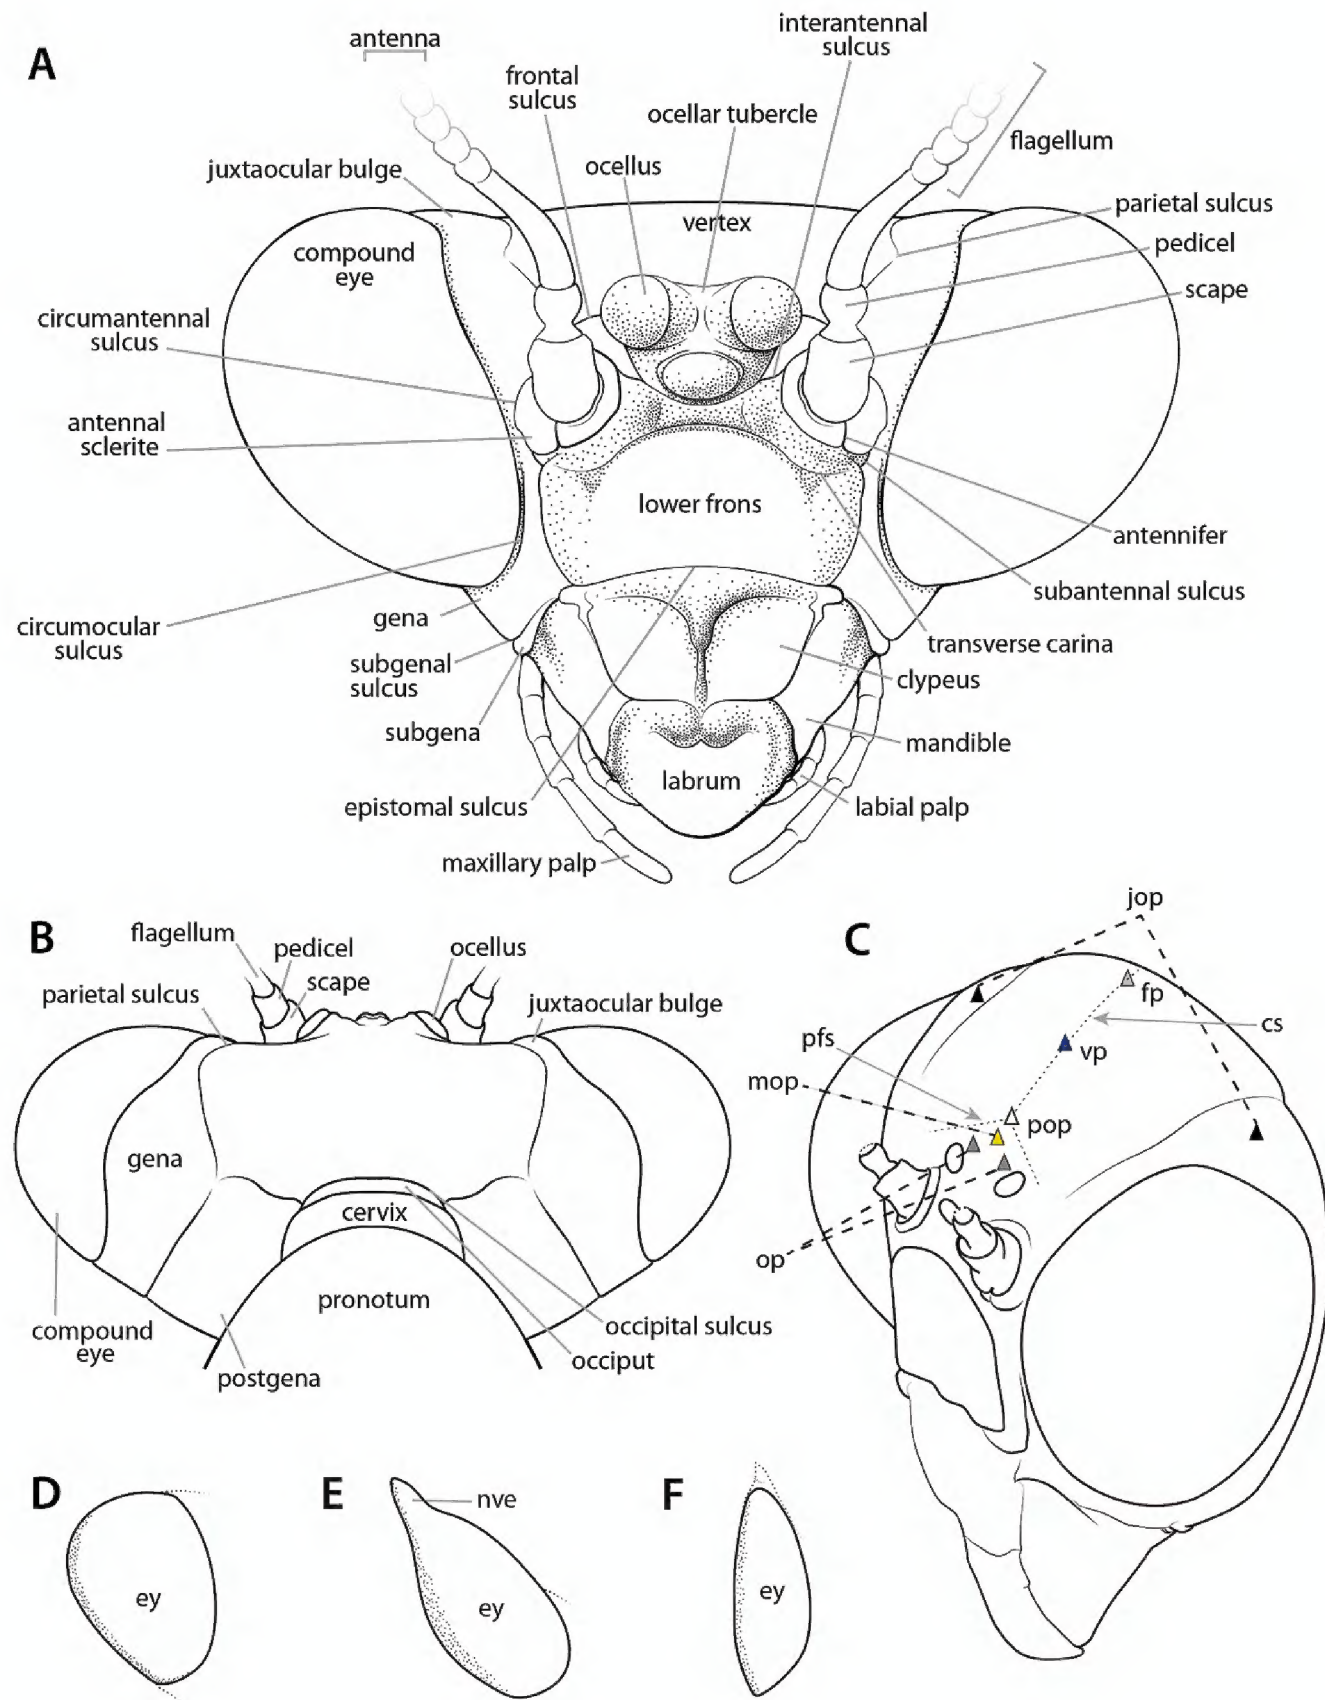 A
antenna
interantennal
sulcus
frontal
sulcus
ocellar tubercle
flagellum
juxtaocular bulge
ocellus
vertex
parietal sulcus
compound
eye
pedicel
scape
circumantennal
sulcus
antennal
sclerite
lower frons
antennifer
subantennal sulcus
circumocular
sulcus
gena
transverse carina
subgenal
sulcus
clypeus
subgena
mandible
labrum
epistomal sulcus
labial palp
maxillary palp
B
flagellum
pedicel
scape
ocellus
parietal sulcus
juxtaocular bulge
gena
cervix
pronotum
compound
eye
occipital sulcus
occiput
postgena
C
jop
fp
cs
pfs
vp
mop
pop
op
D
ey
E
nve
ey
F
ey